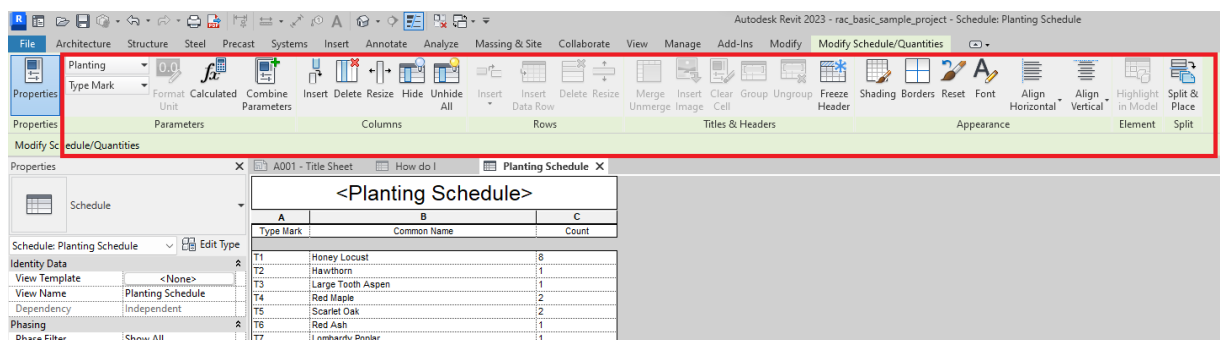 Autodesk Revit 2023 - rac_basic_sample_project - Schedule: Planting Schedule
File Architecture Structure Steel Precast Systems Insert Annotate Analyze Massing & Site Collaborate View Manage Add-Ins Modify Modify Schedule/Quantities
Planting
Type Mark
Properties
0.0
Format
Unit
fx
Calculated
Combine
Parameters
Insert Delete Resize Hide Unhide
All
Insert
Insert
Data Row
Delete Resize
Merge
Unmerge
Insert
Image
Clear
Cell
Group Ungroup Freeze
Header
Shading Borders Reset Font
Align
Horizontal
Align
Vertical
Highlight
in Model
Split &
Place
Properties Parameters Columns Rows Titles & Headers Appearance Element Split
Modify Schedule/Quantities
Properties X
A001 - Title Sheet How do I Planting Schedule X
Schedule
Schedule: Planting Schedule Edit Type
Identity Data
View Template <None>
View Name Planting Schedule
Dependency Independent
Phasing
Phase Filter Show All
<Planting Schedule>
A B C
Type Mark Common Name Count
T1 Honey Locust 8
T2 Hawthorn 1
T3 Large Tooth Aspen 1
T4 Red Maple 2
T5 Scarlet Oak 2
T6 Red Ash 1
T7 Lombardy Poplar 1